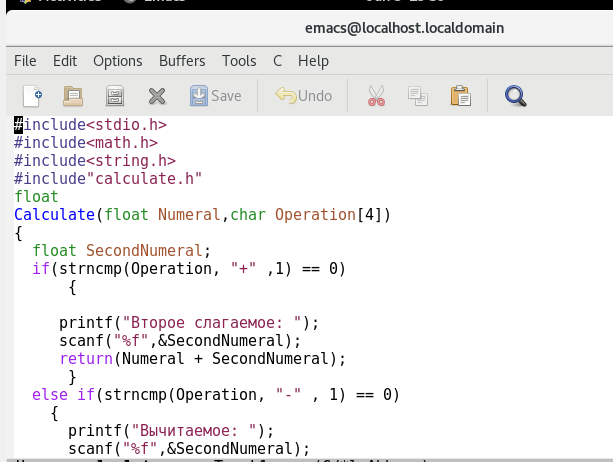 emacs@localhost.localdomain
File Edit Options Buffers Tools C Help
Save Undo
#include<stdio.h>
#include<math.h>
#include<string.h>
#include"calculate.h"
float
Calculate(float Numeral,char Operation[4])
{
float SecondNumeral;
if(strncmp(Operation, "+" ,1) == 0)
{
printf("Второе слагаемое: ");
scanf("%f",&SecondNumeral);
return(Numeral + SecondNumeral);
}
else if(strncmp(Operation, "-" , 1) == 0)
{
printf("Вычитаемое: ");
scanf("%f",&SecondNumeral);